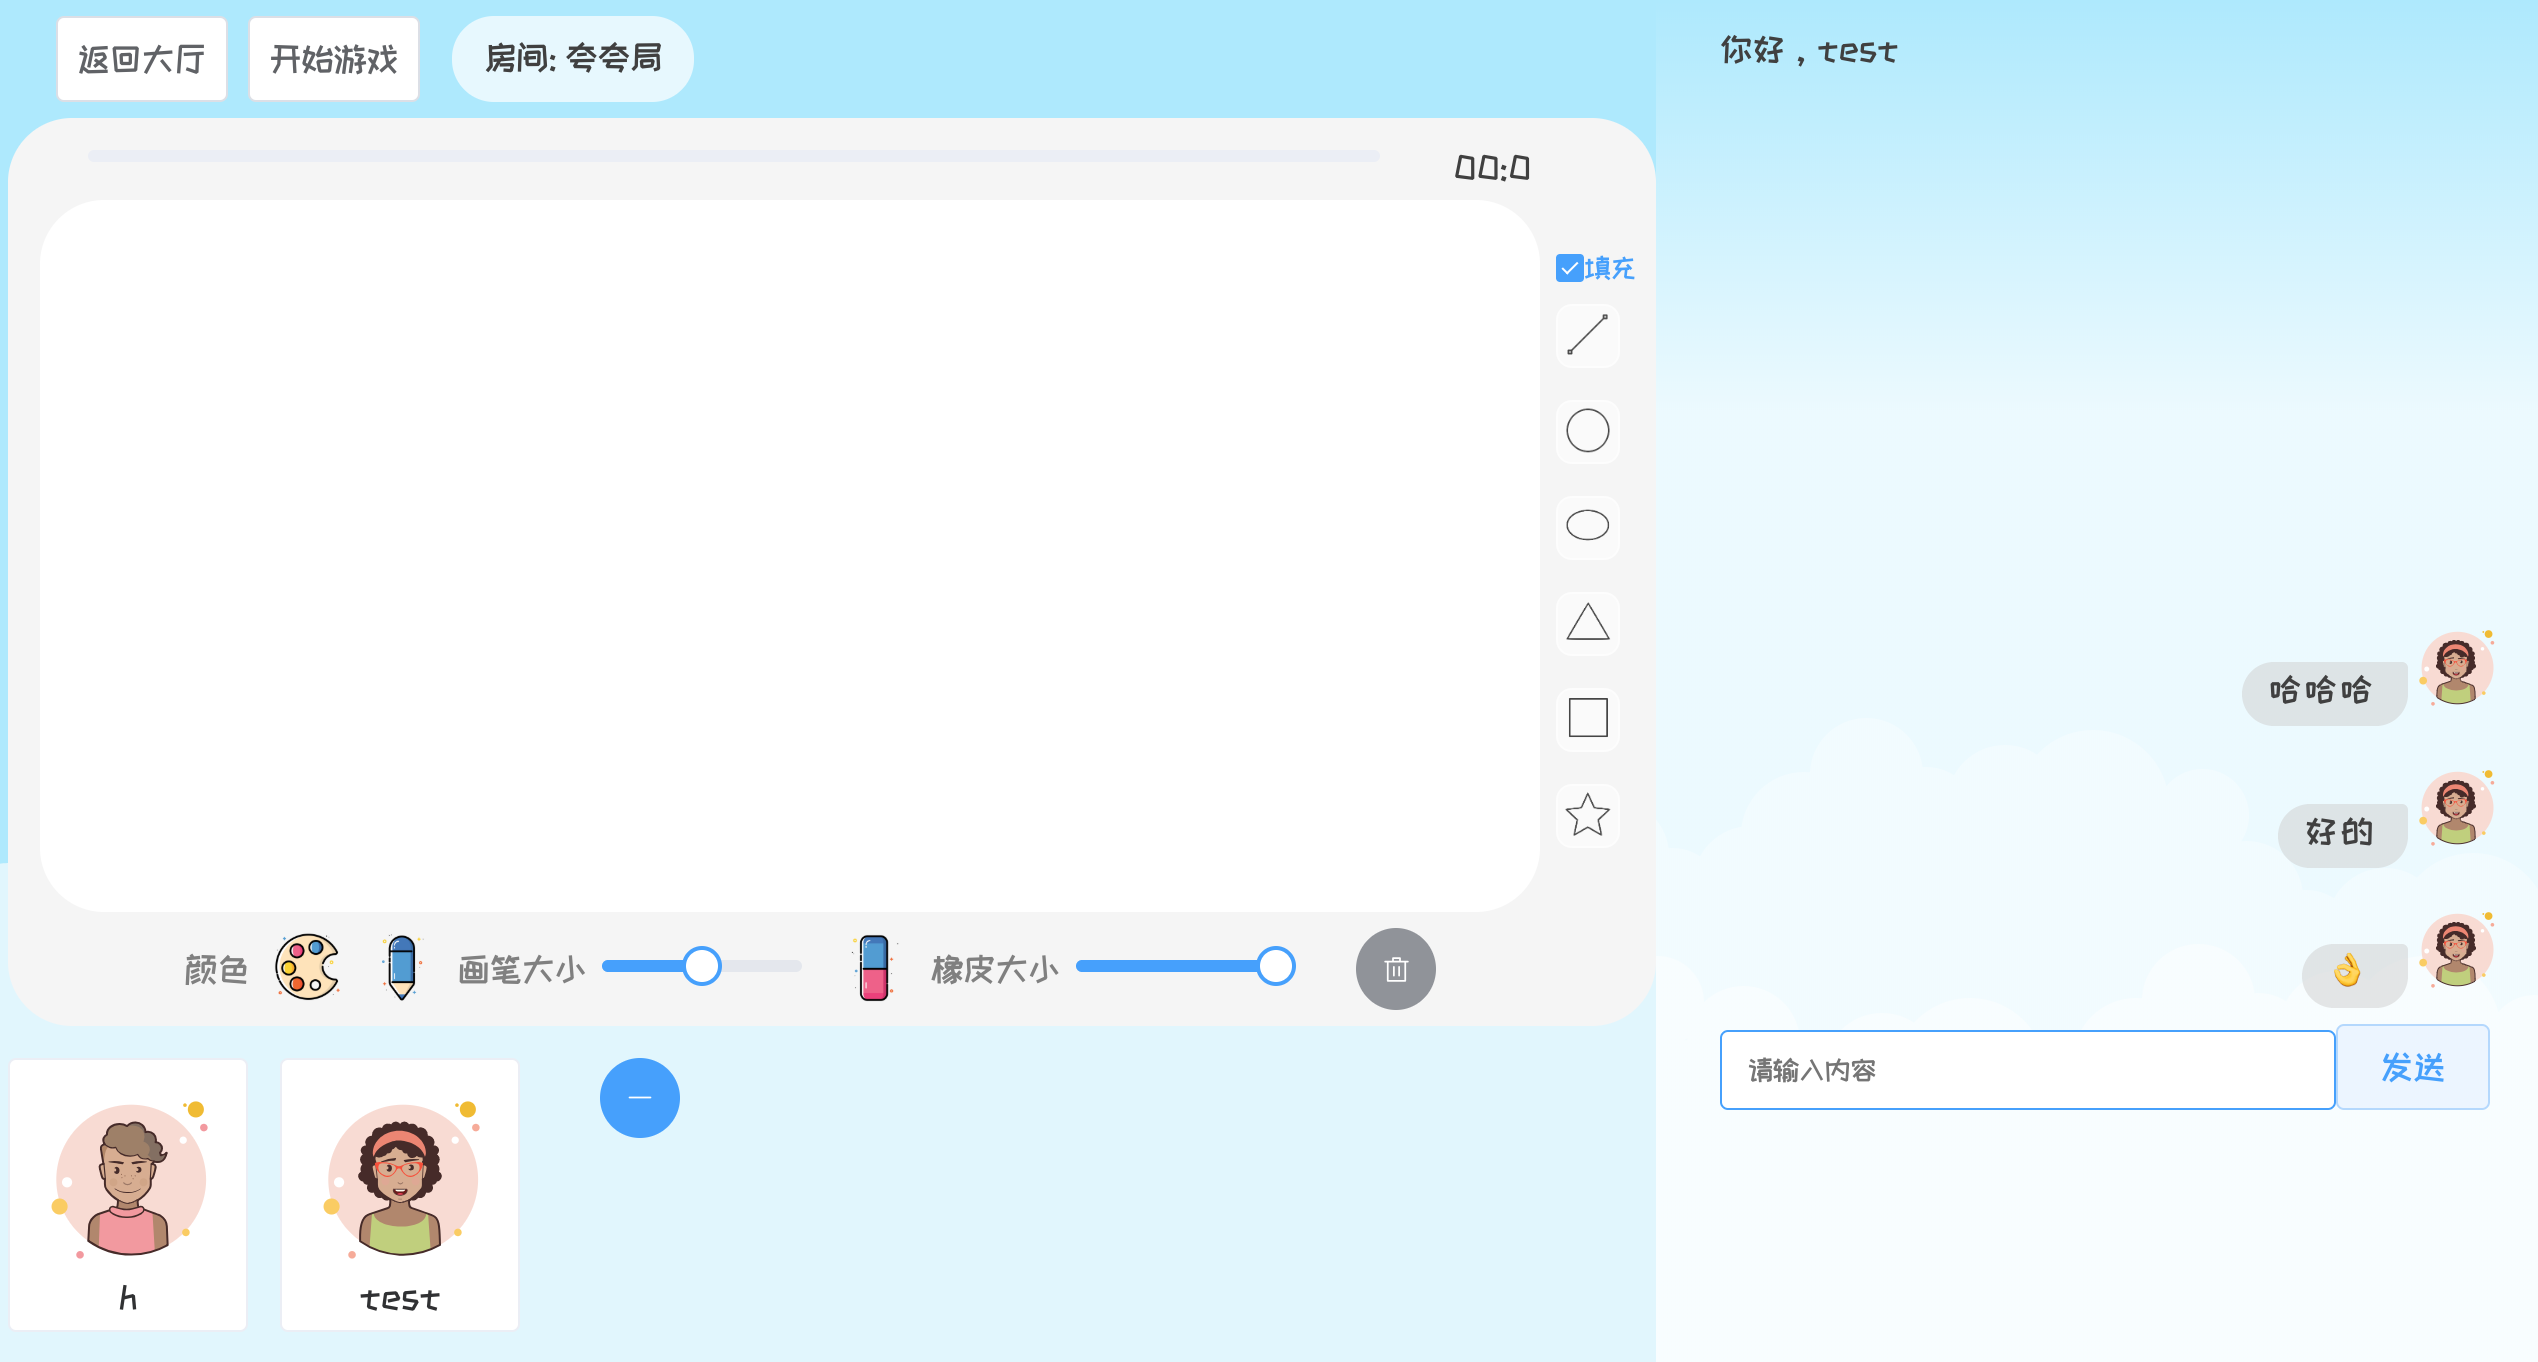 返回大厅
开始游戏
房间: 夸夸局
你好，test
00:0
填充
哈哈哈
好的
👌
颜色
画笔大小
橡皮大小
请输入内容
发送
h
test